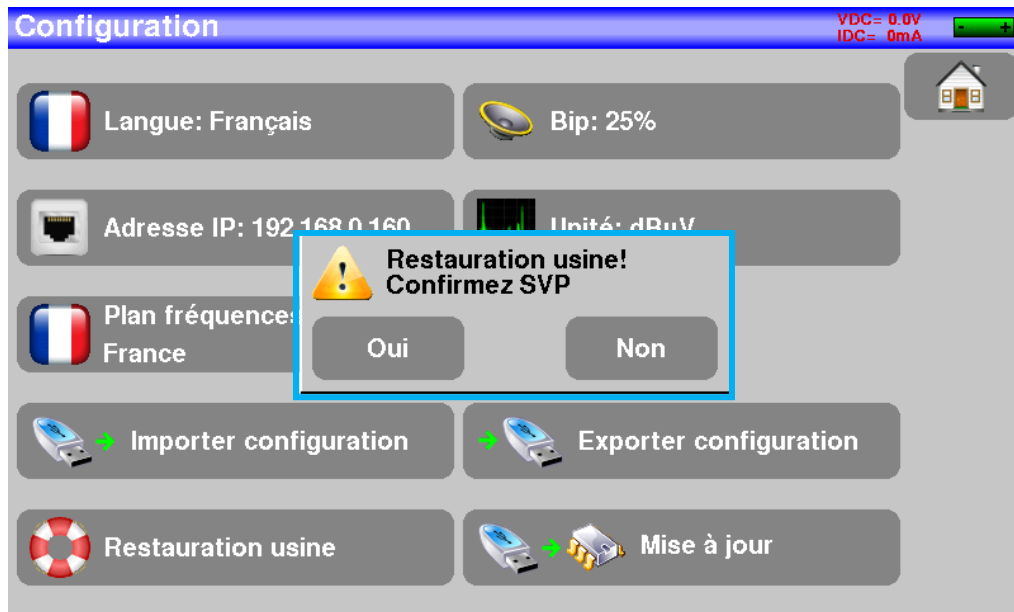 Configuration
VDC= 0.0V
IDC= 0mA
- +
Langue: Français
Bip: 25%
Adresse IP: 192.168.0.160
Unité: dBuV
Restauration usine!
Confirmez SVP
Oui
Non
Plan fréquences
France
Importer configuration
Exporter configuration
Restauration usine
Mise à jour